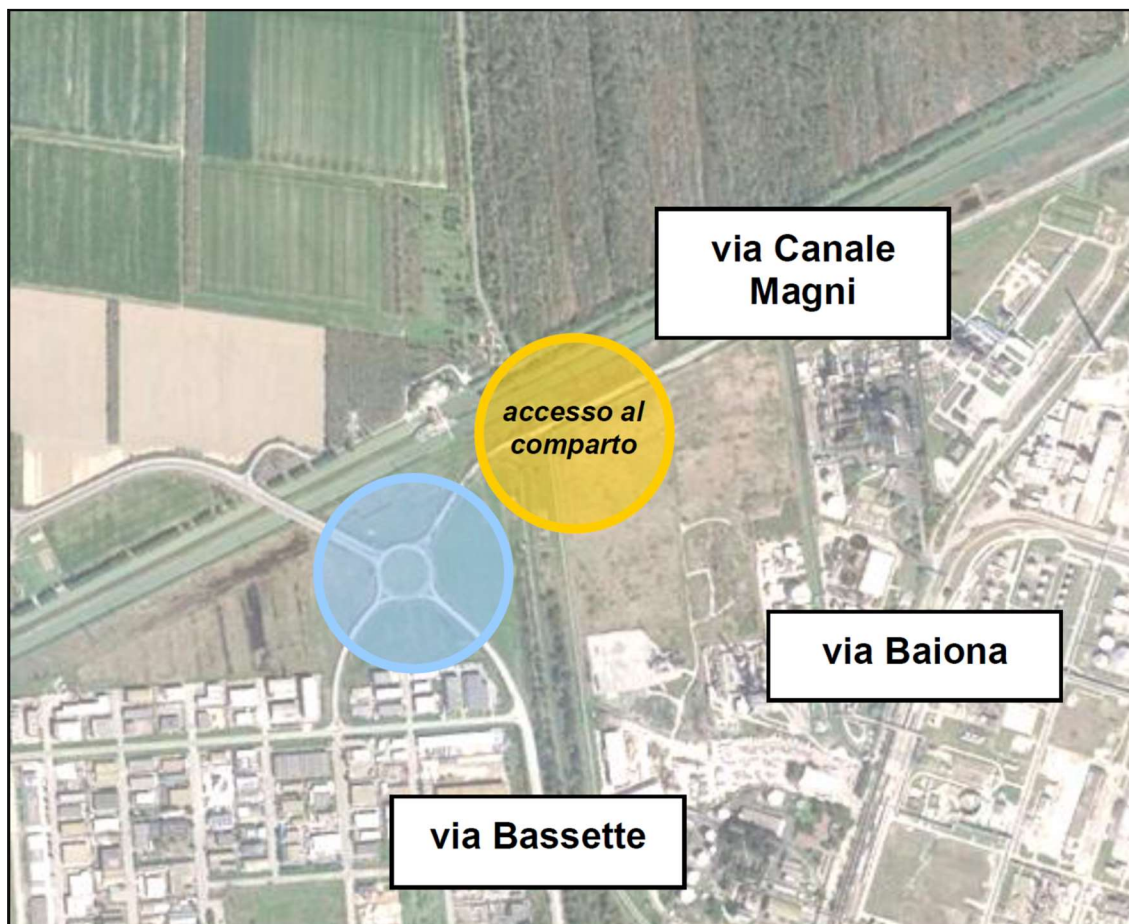 via Canale
Magni
accesso al
comparto
via Baiona
via Bassette